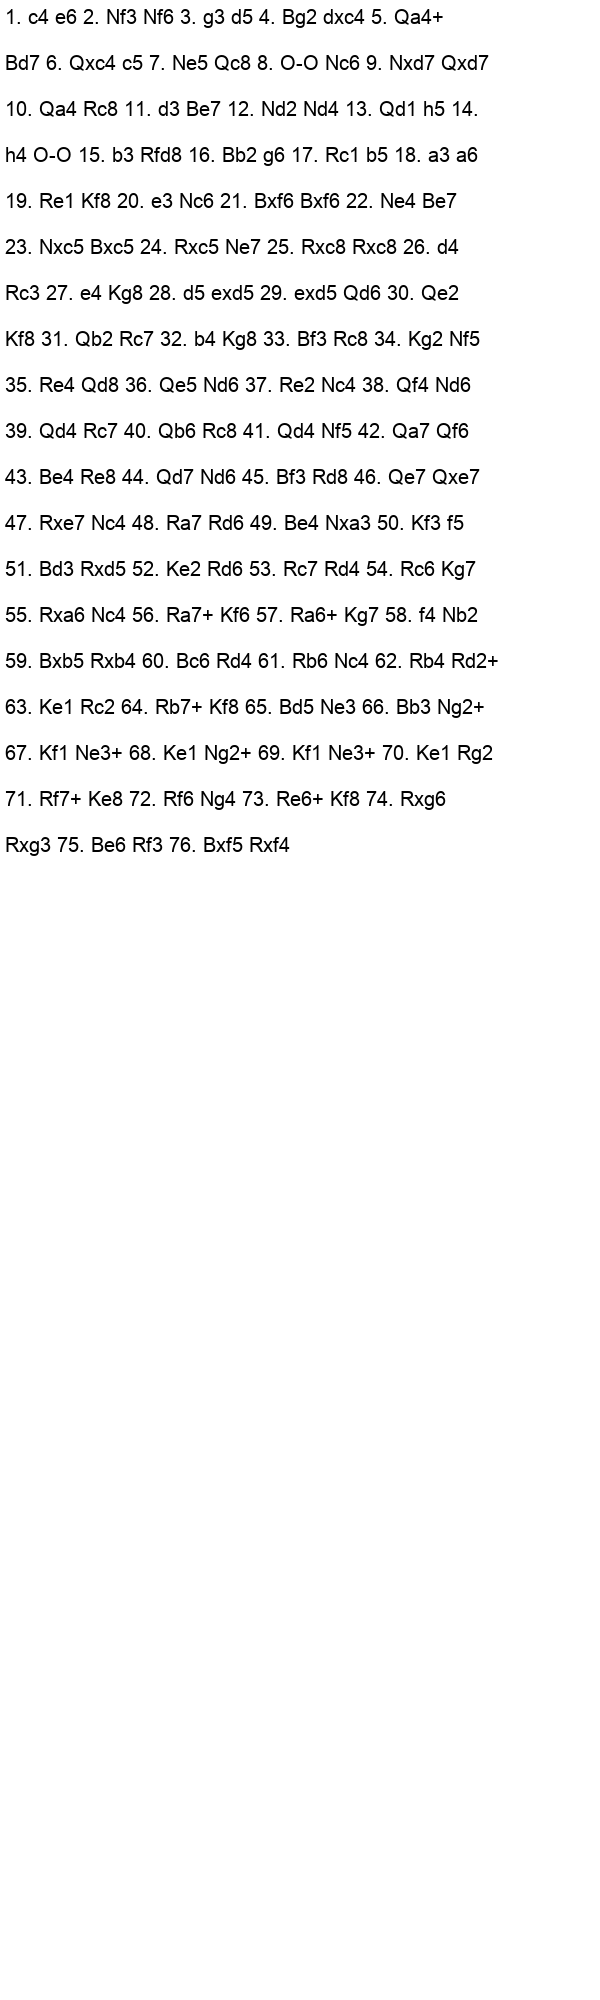 1. c4 e6 2. Nf3 Nf6 3. g3 d5 4. Bg2 dxc4 5. Qa4+
Bd7 6. Qxc4 c5 7. Ne5 Qc8 8. O-O Nc6 9. Nxd7 Qxd7
10. Qa4 Rc8 11. d3 Be7 12. Nd2 Nd4 13. Qd1 h5 14.
h4 O-O 15. b3 Rfd8 16. Bb2 g6 17. Rc1 b5 18. a3 a6
19. Re1 Kf8 20. e3 Nc6 21. Bxf6 Bxf6 22. Ne4 Be7
23. Nxc5 Bxc5 24. Rxc5 Ne7 25. Rxc8 Rxc8 26. d4
Rc3 27. e4 Kg8 28. d5 exd5 29. exd5 Qd6 30. Qe2
Kf8 31. Qb2 Rc7 32. b4 Kg8 33. Bf3 Rc8 34. Kg2 Nf5
35. Re4 Qd8 36. Qe5 Nd6 37. Re2 Nc4 38. Qf4 Nd6
39. Qd4 Rc7 40. Qb6 Rc8 41. Qd4 Nf5 42. Qa7 Qf6
43. Be4 Re8 44. Qd7 Nd6 45. Bf3 Rd8 46. Qe7 Qxe7
47. Rxe7 Nc4 48. Ra7 Rd6 49. Be4 Nxa3 50. Kf3 f5
51. Bd3 Rxd5 52. Ke2 Rd6 53. Rc7 Rd4 54. Rc6 Kg7
55. Rxa6 Nc4 56. Ra7+ Kf6 57. Ra6+ Kg7 58. f4 Nb2
59. Bxb5 Rxb4 60. Bc6 Rd4 61. Rb6 Nc4 62. Rb4 Rd2+
63. Ke1 Rc2 64. Rb7+ Kf8 65. Bd5 Ne3 66. Bb3 Ng2+
67. Kf1 Ne3+ 68. Ke1 Ng2+ 69. Kf1 Ne3+ 70. Ke1 Rg2
71. Rf7+ Ke8 72. Rf6 Ng4 73. Re6+ Kf8 74. Rxg6
Rxg3 75. Be6 Rf3 76. Bxf5 Rxf4